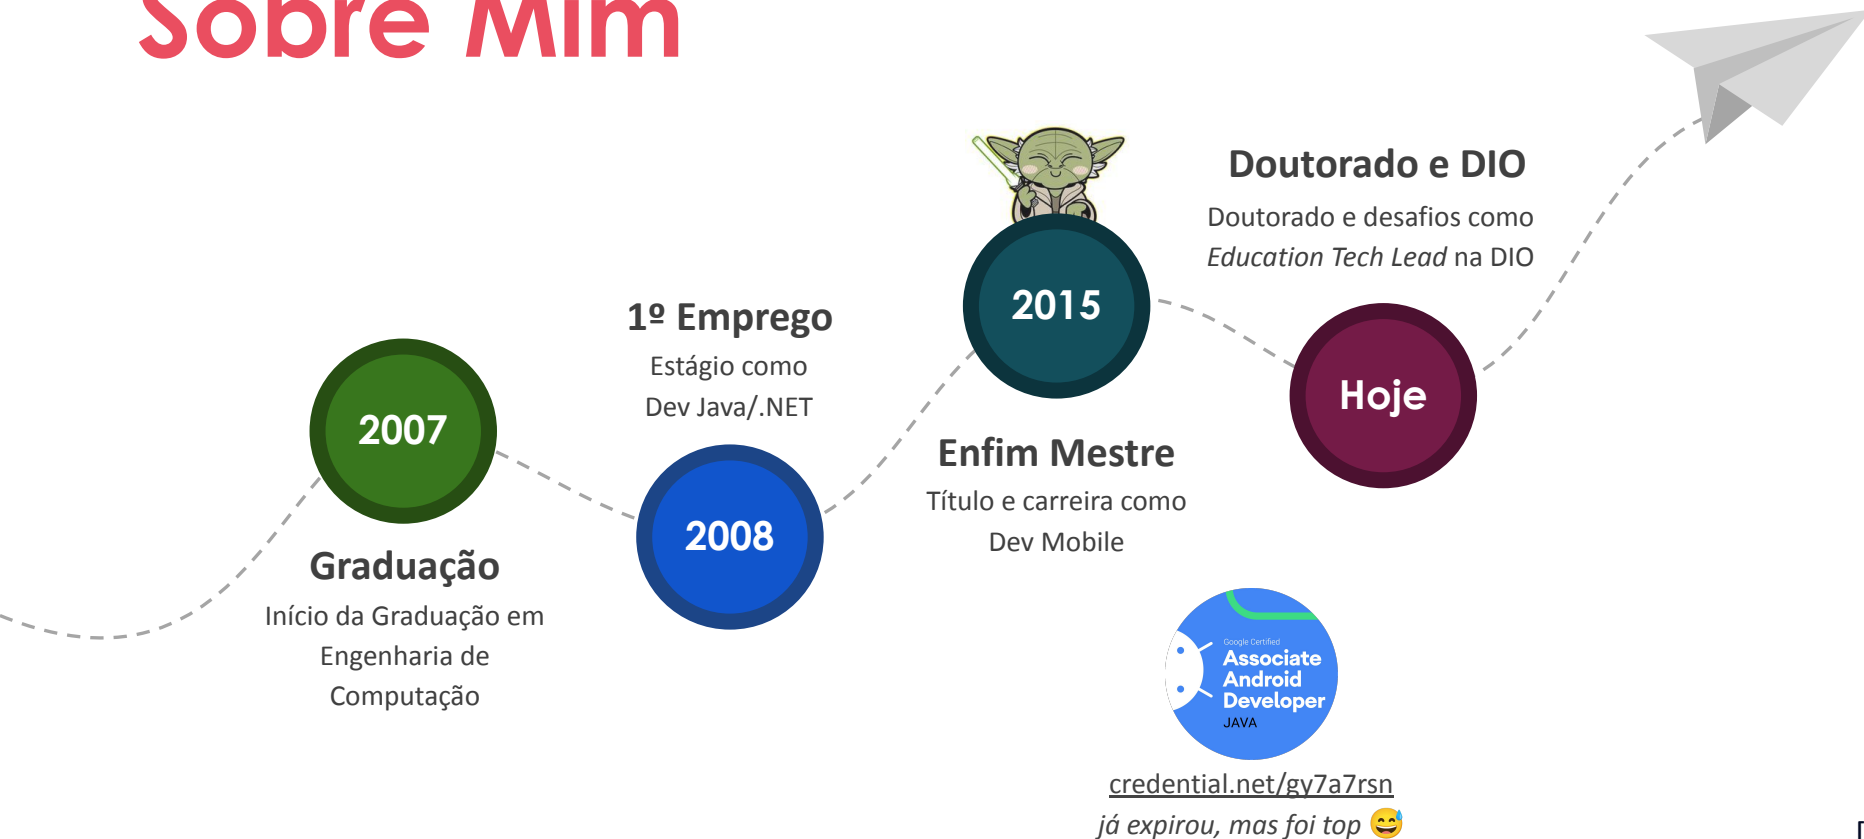 Sobre Mim
2007
Graduação
Início da Graduação em
Engenharia de
Computação
1º Emprego
Estágio como
Dev Java/.NET
2008
2015
Enfim Mestre
Título e carreira como
Dev Mobile
Doutorado e DIO
Doutorado e desafios como
Education Tech Lead na DIO
Hoje
Google Certified
Associate
Android
Developer
JAVA
credential.net/gy7a7rsn
já expirou, mas foi top 😅